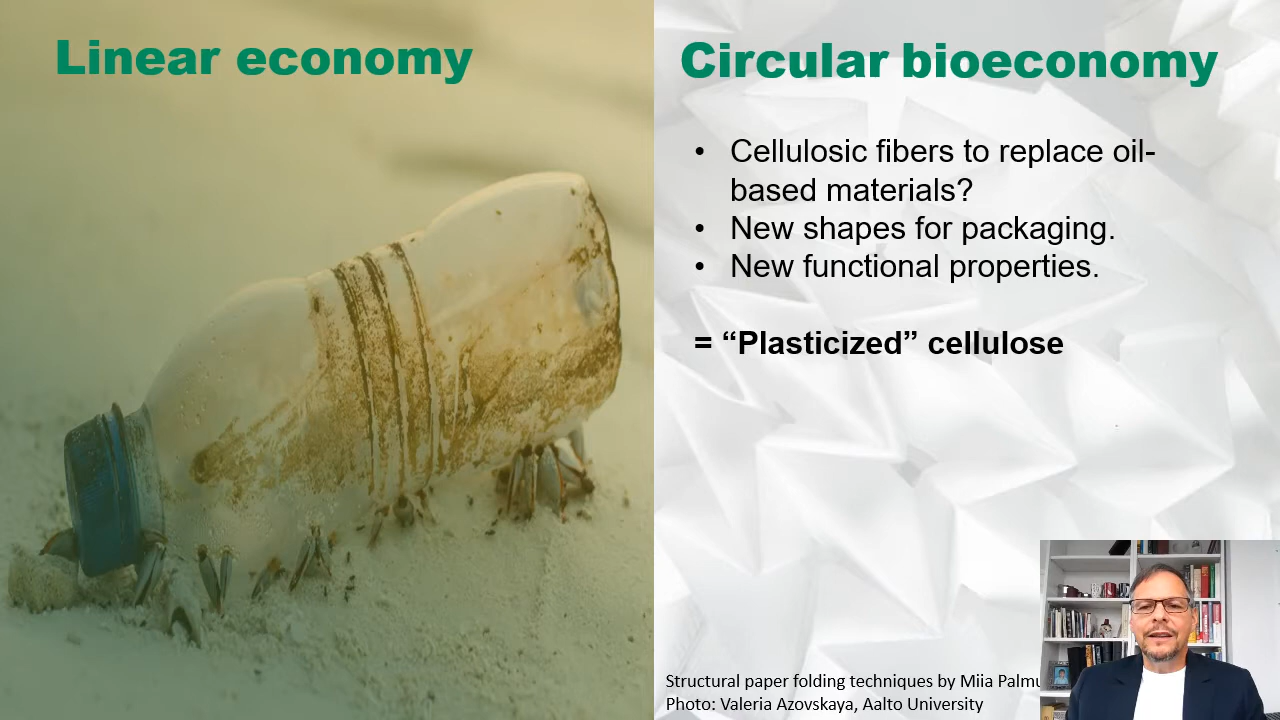 Linear economy
Circular bioeconomy
• Cellulosic fibers to replace oil-
based materials?
• New shapes for packaging.
• New functional properties.
= “Plasticized” cellulose
Structural paper folding techniques by Miia
Photo: Valeria Azovskaya, Aalto University